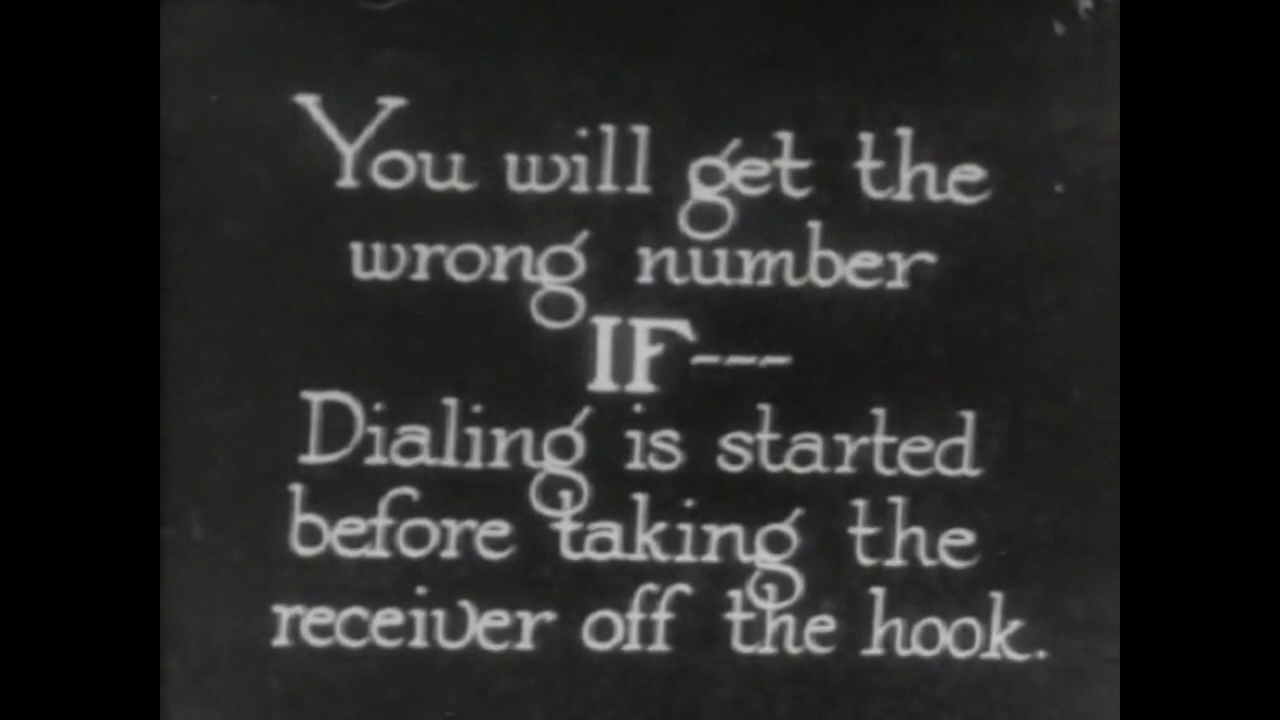 You will get the
wrong number
IF---
Dialing is started
before taking the
receiver off the hook.